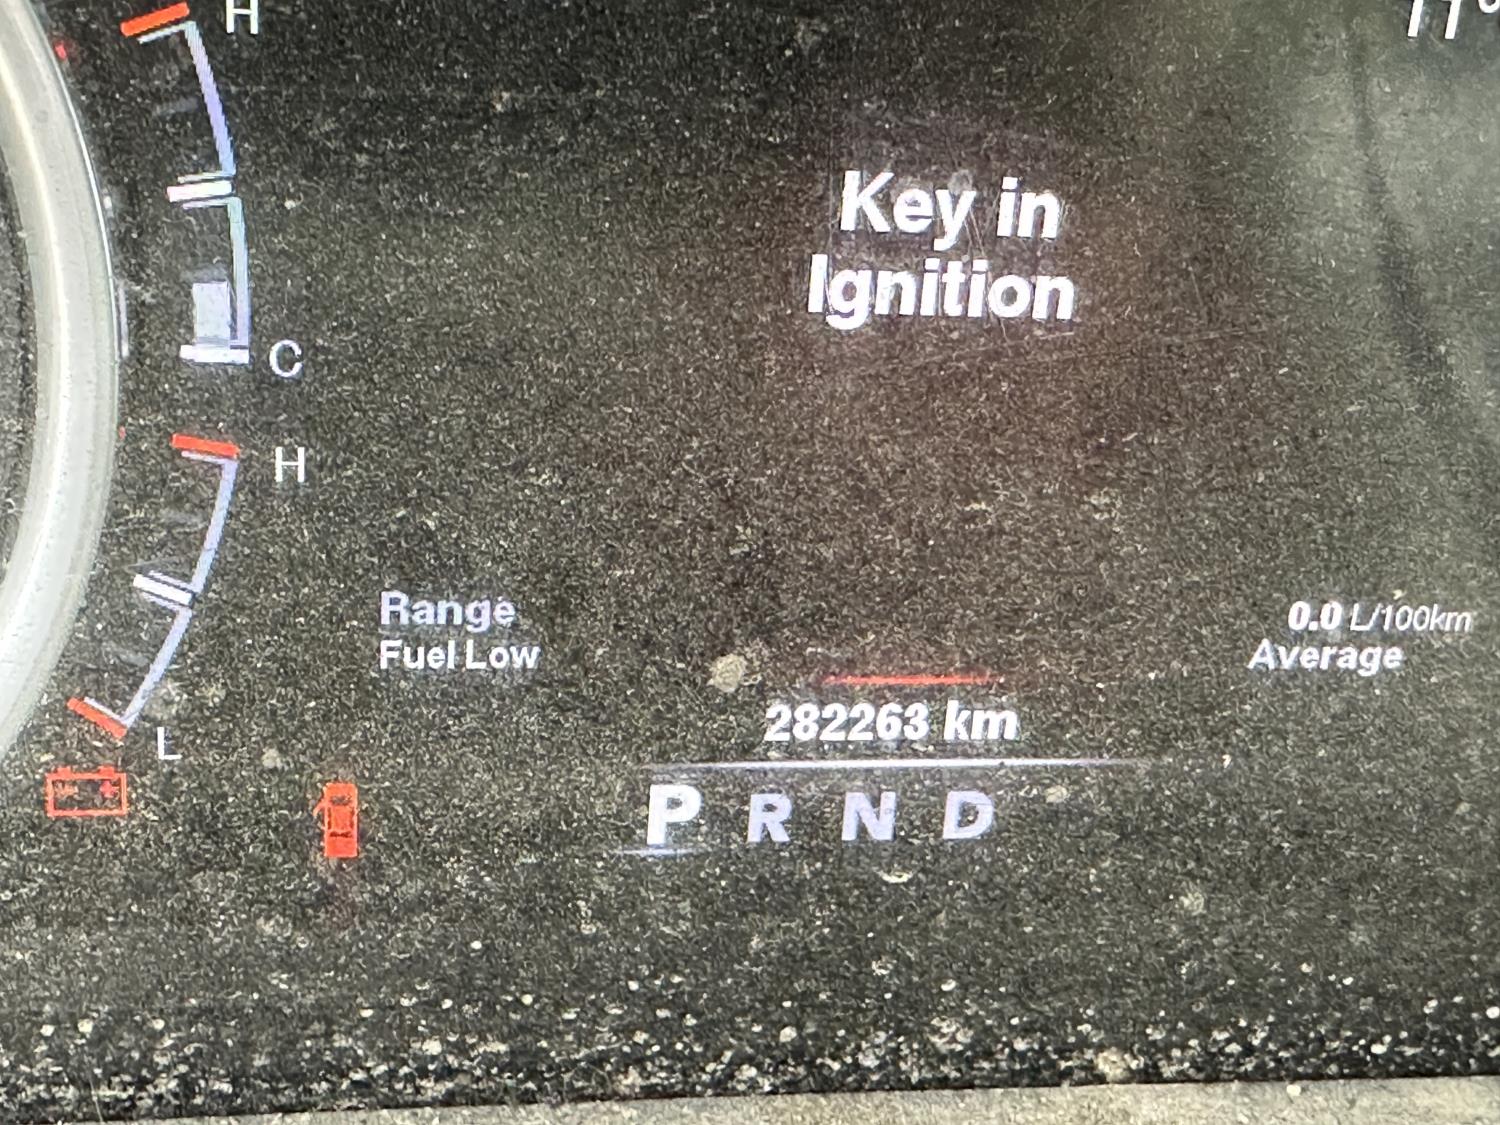 H
Key in
Ignition
C
H
Range
Fuel Low
0.0 L/100km
Average
282263 km
L
P R N D